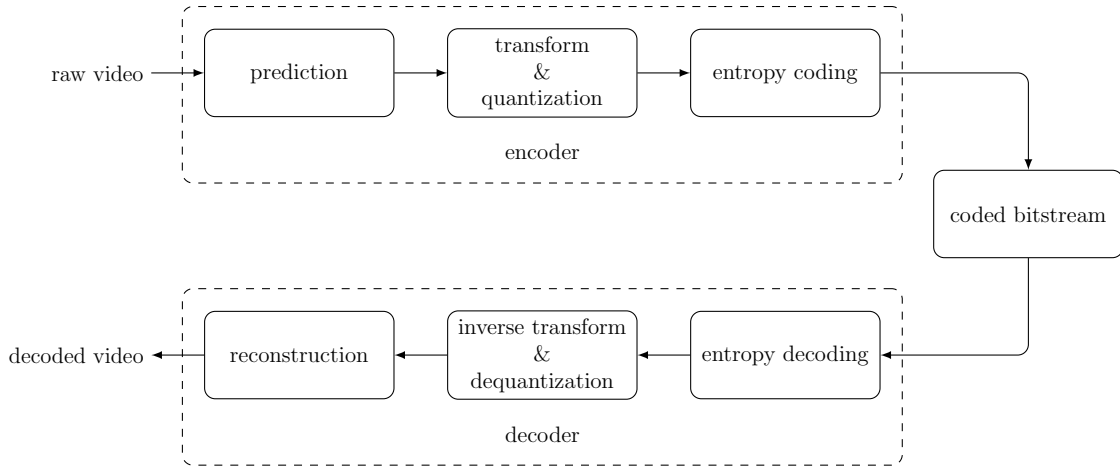 raw video
prediction
transform
&
quantization
entropy coding
encoder
coded bitstream
decoded video
reconstruction
inverse transform
&
dequantization
entropy decoding
decoder